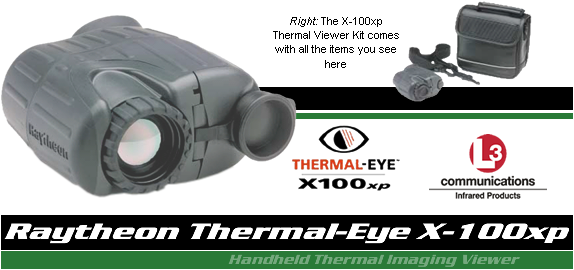 Right: The X-100xp
Thermal Viewer Kit comes
with all the items you see
here
Raytheon
THERMAL-EYE™
X100xp
L3
communications
Infrared Products
Raytheon Thermal-Eye X-100xp
Handheld Thermal Imaging Viewer